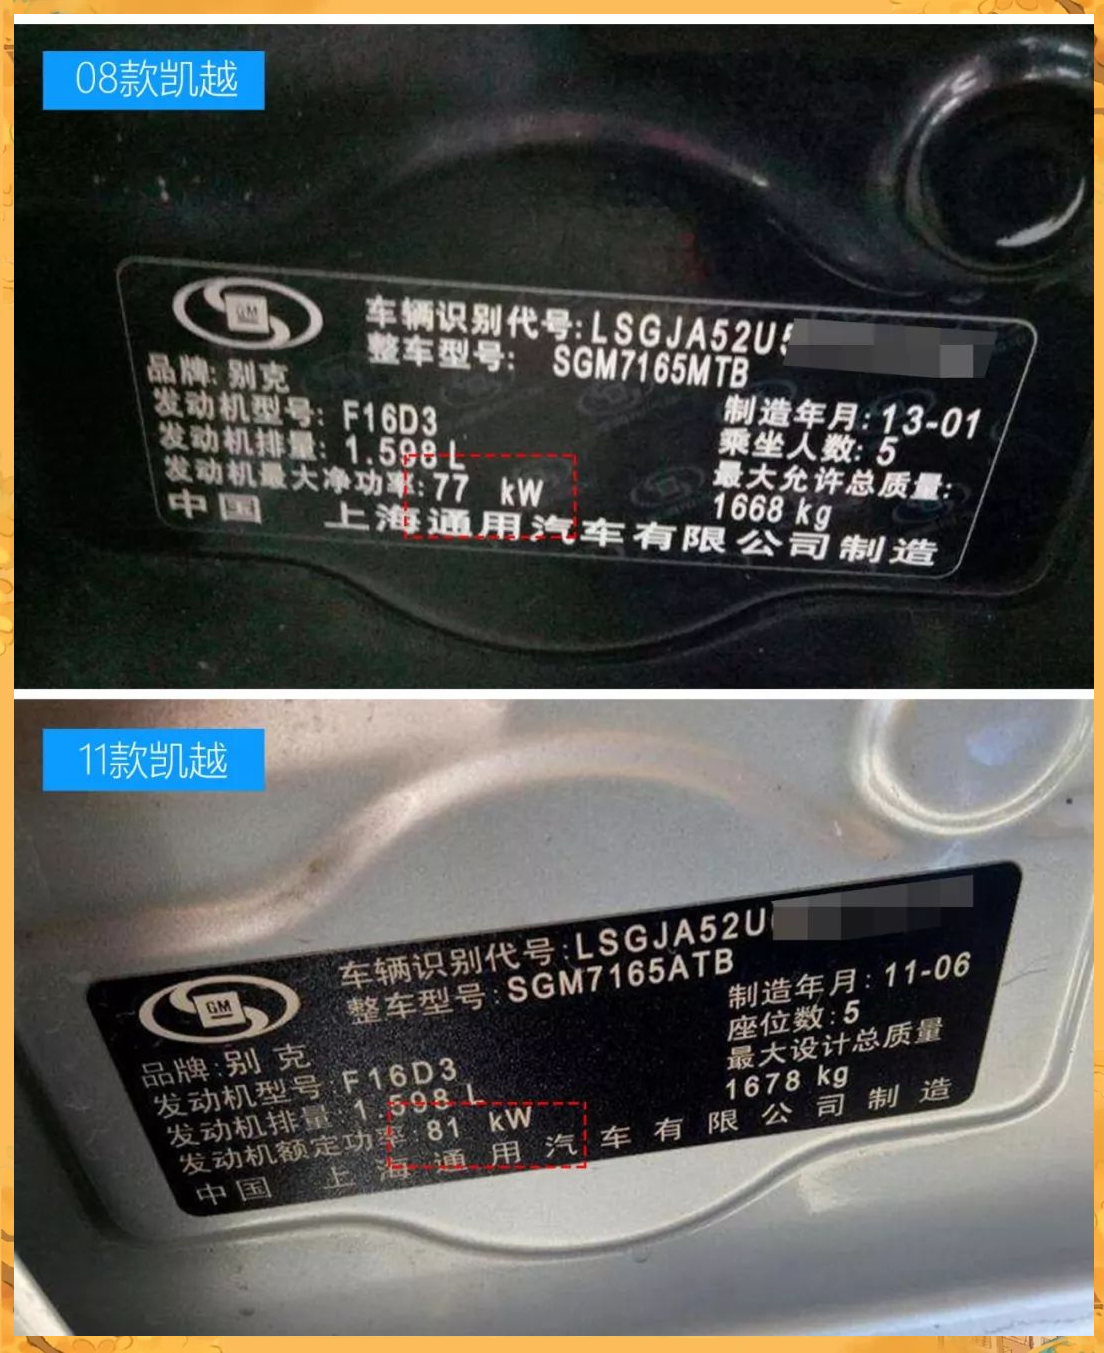 08款凯越
GM
车辆识别代号:LSGJA52U5
整车型号: SGM7165MTB
品牌: 别克
发动机型号: F16D3
制造年月: 13-01
发动机排量: 1.598 L
乘坐人数: 5
发动机最大净功率: 77 kW
最大允许总质量:
1668 kg
中国 上海通用汽车有限公司制造
11款凯越
GM
车辆识别代号:LSGJA52U
整车型号: SGM7165ATB
制造年月: 11-06
品牌: 别克
座位数: 5
发动机型号: F16D3
最大设计总质量
发动机排量: 1.598 L
1678 kg
发动机额定功率: 81 kW
中国 上海通用汽车有限公司制造